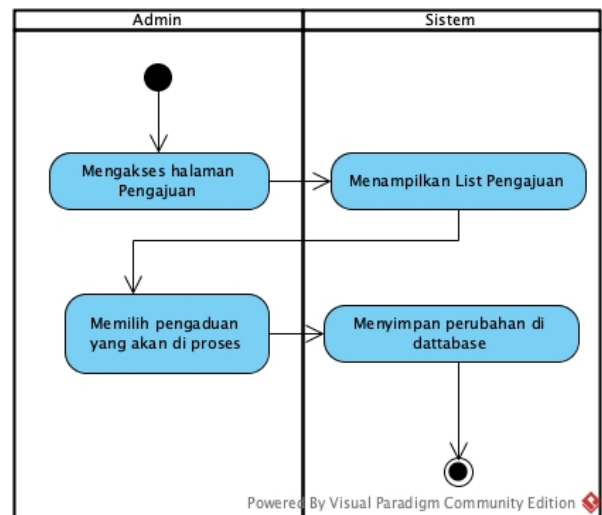 Admin
Sistem
Mengakses halaman
Pengajuan
Menampilkan List Pengajuan
Memilih pengaduan
yang akan di proses
Menyimpan perubahan di
dattabase
Powered By Visual Paradigm Community Edition